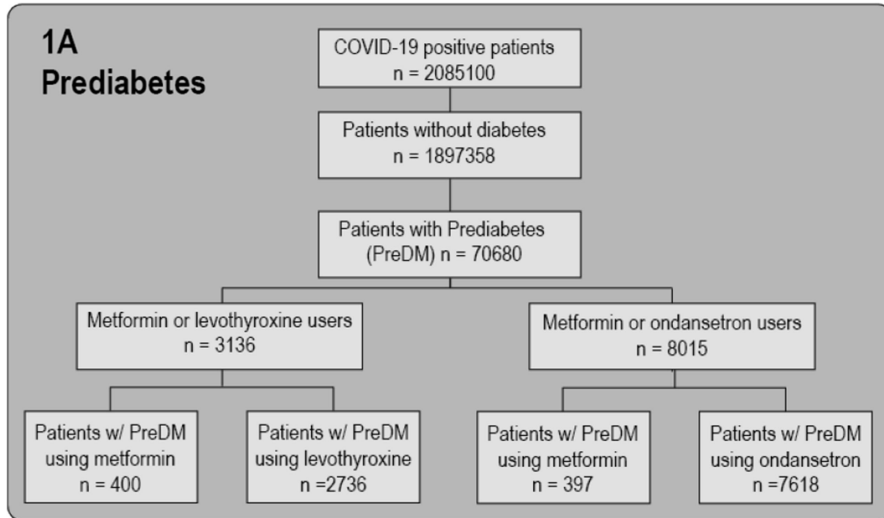 1A
Prediabetes
COVID-19 positive patients
n = 2085100
Patients without diabetes
n = 1897358
Patients with Prediabetes
(PreDM) n = 70680
Metformin or levothyroxine users
n = 3136
Metformin or ondansetron users
n = 8015
Patients w/ PreDM
using metformin
n = 400
Patients w/ PreDM
using levothyroxine
n =2736
Patients w/ PreDM
using metformin
n = 397
Patients w/ PreDM
using ondansetron
n =7618